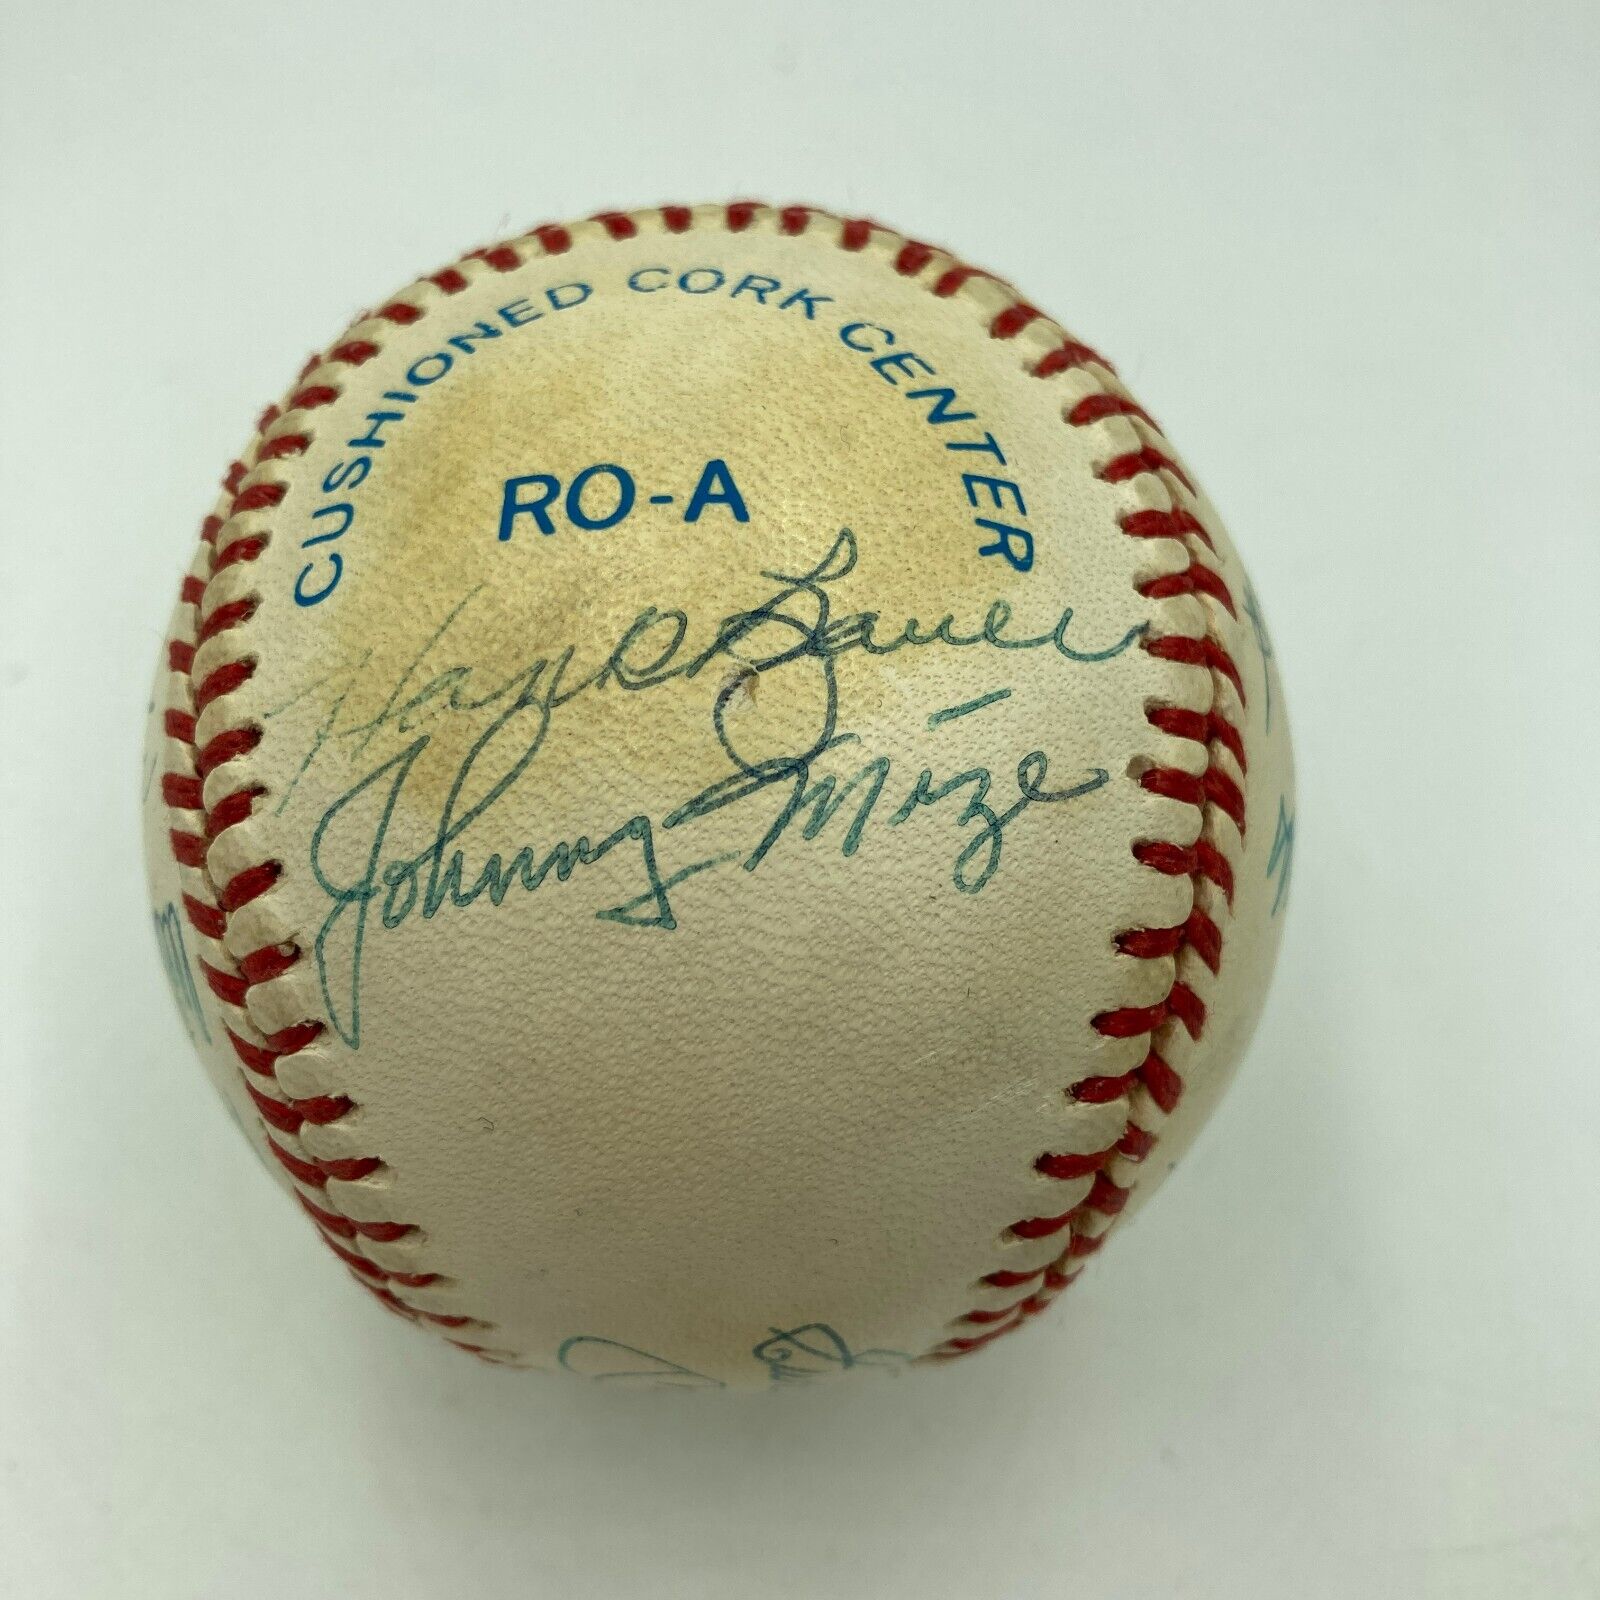 CUSHIONED CORK CENTER
RO-A
Hank Bauer
Johnny Mize